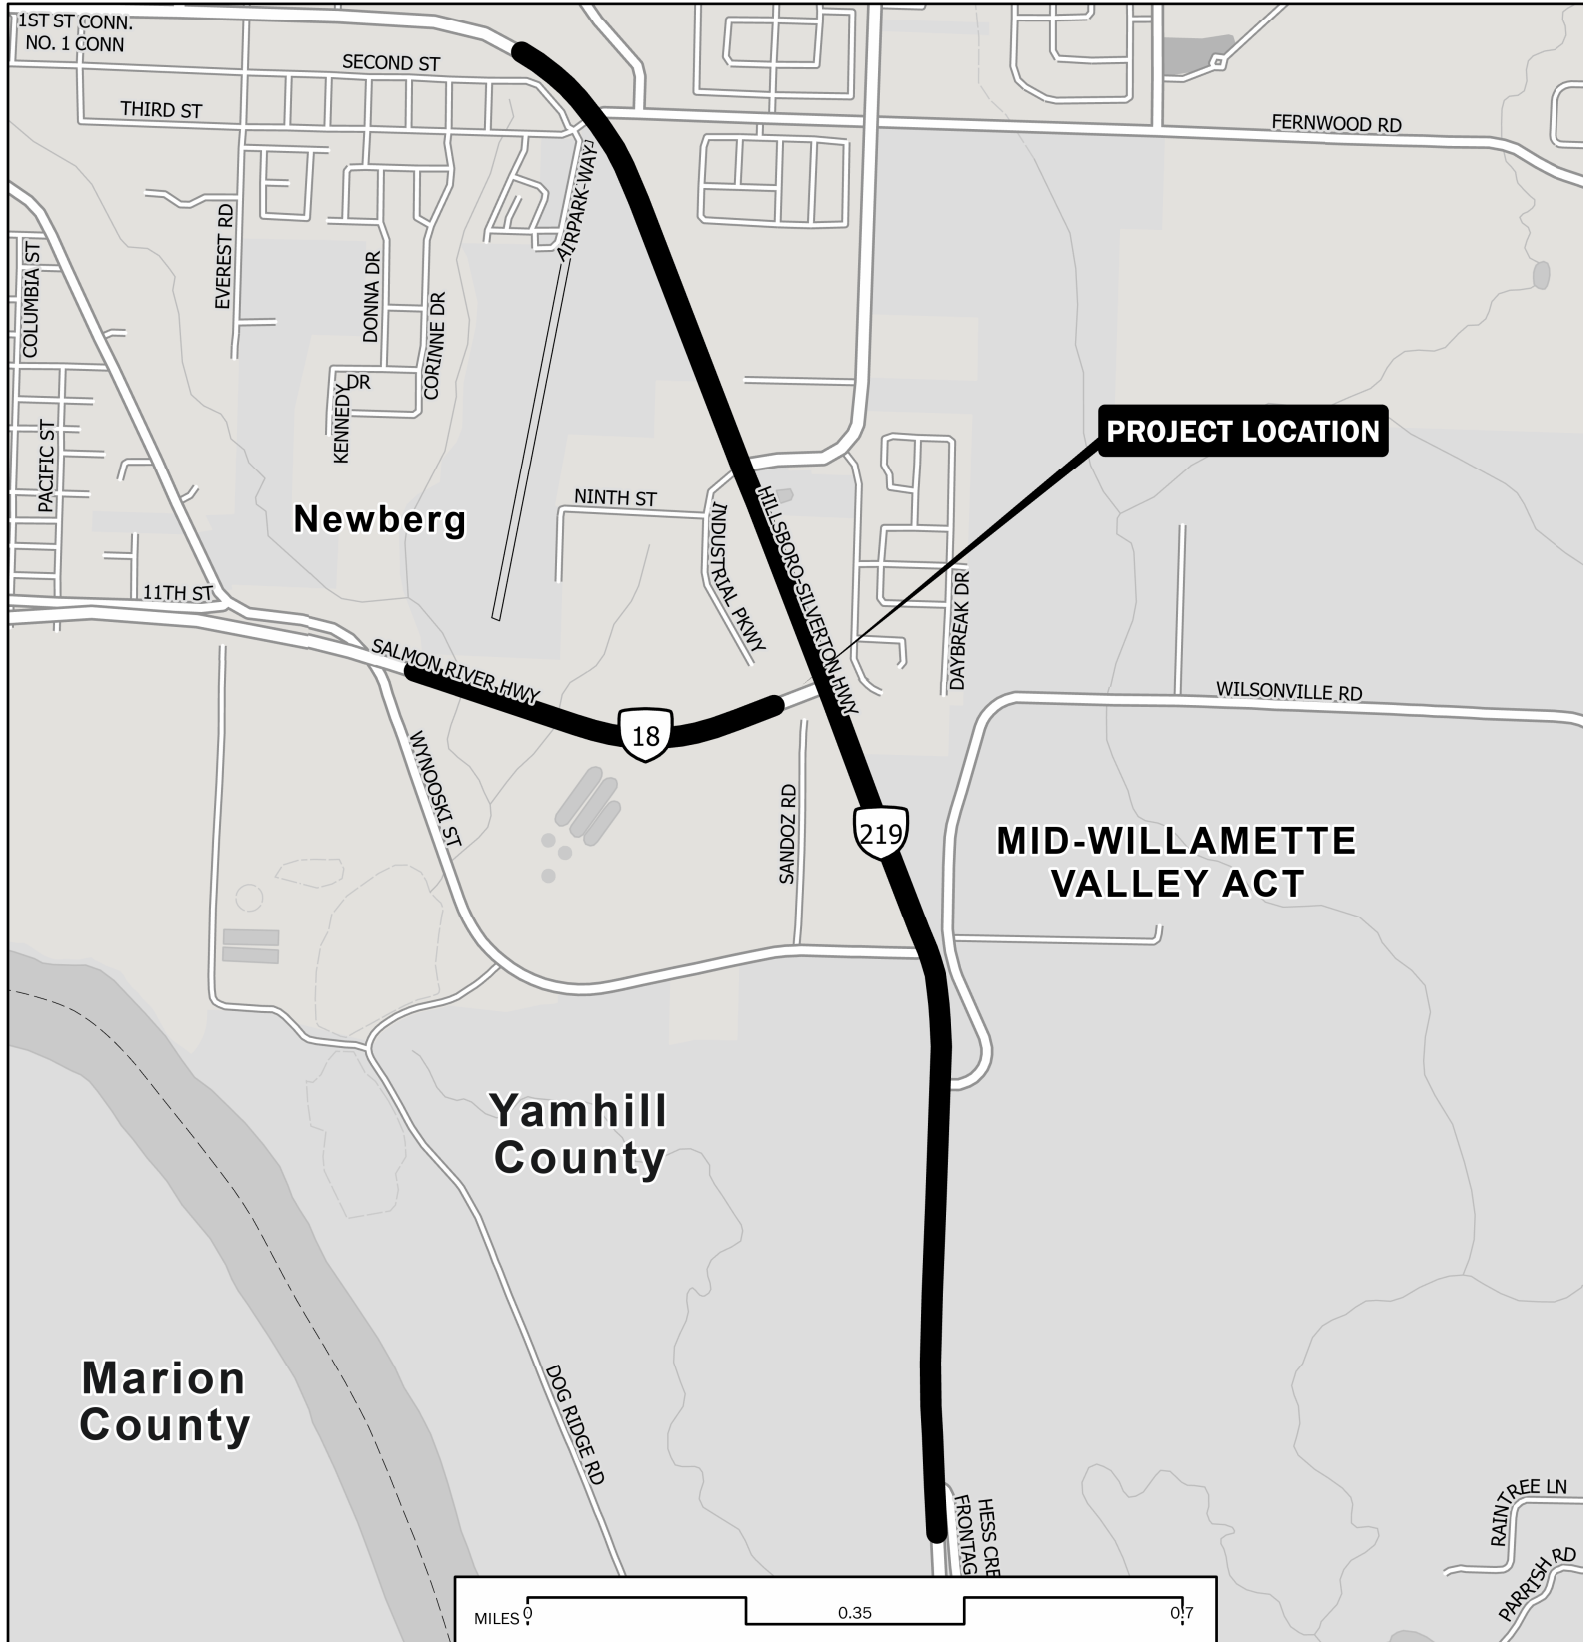 1ST ST CONN.
NO. 1 CONN
SECOND ST
THIRD ST
FERNWOOD RD
AIRPARK WAY
EVEREST RD
COLUMBIA ST
DONNA DR
CORINNE DR
KENNEDY
DR
PACIFIC ST
PROJECT LOCATION
Newberg
NINTH ST
INDUSTRIAL PKWY
HILLSBORO-SILVERTON HWY
11TH ST
DAYBREAK DR
SALMON RIVER HWY
WILSONVILLE RD
18
WYNOOSKI ST
SANDOZ RD
219
MID-WILLAMETTE
VALLEY ACT
Yamhill
County
Marion
County
DOG RIDGE RD
HESS CRE
FRONTAG
RAINTREE LN
PARRISH RD
MILES 0 0.35 0.7